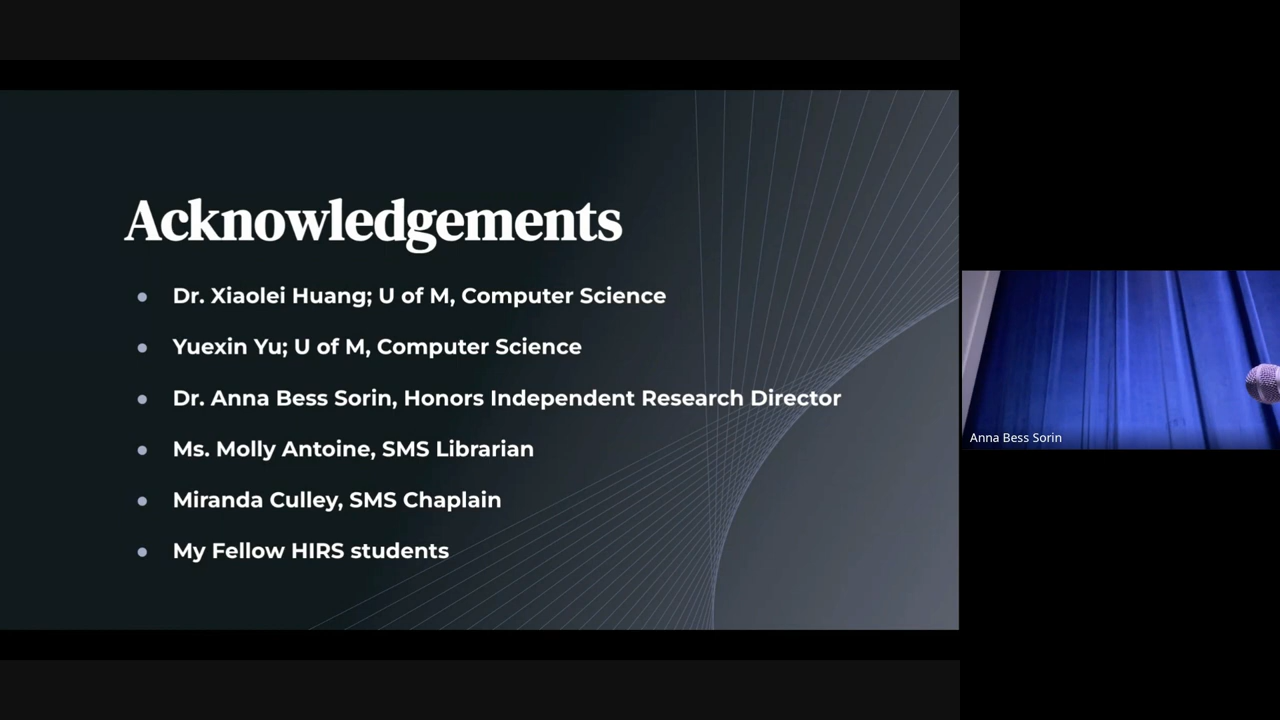 Acknowledgements
Dr. Xiaolei Huang; U of M, Computer Science
Yuexin Yu; U of M, Computer Science
Dr. Anna Bess Sorin, Honors Independent Research Director
Ms. Molly Antoine, SMS Librarian
Miranda Culley, SMS Chaplain
My Fellow HIRS students
Anna Bess Sorin